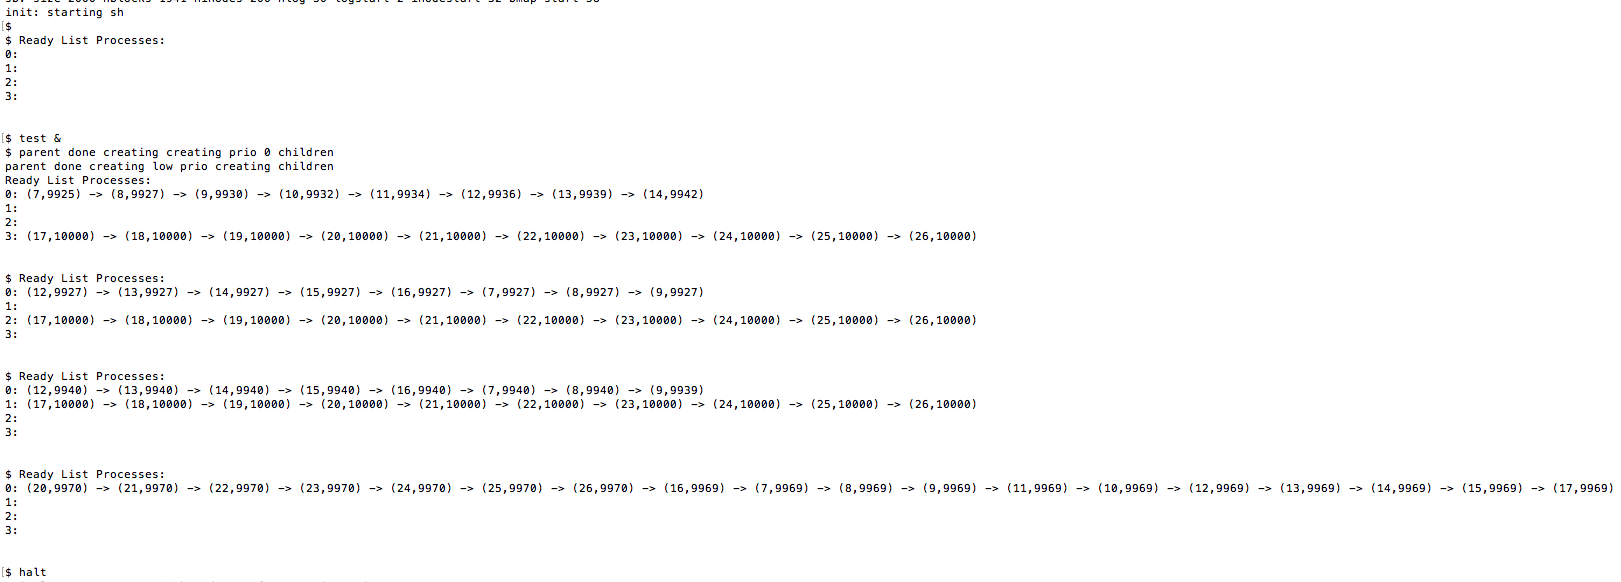 init: starting sh
$
$ Ready List Processes:
0:
1:
2:
3:
$ test &
$ parent done creating creating prio 0 children
parent done creating low prio creating children
Ready List Processes:
0: (7,9925) -> (8,9927) -> (9,9930) -> (10,9932) -> (11,9934) -> (12,9936) -> (13,9939) -> (14,9942)
1:
2:
3: (17,10000) -> (18,10000) -> (19,10000) -> (20,10000) -> (21,10000) -> (22,10000) -> (23,10000) -> (24,10000) -> (25,10000) -> (26,10000)
$ Ready List Processes:
0: (12,9927) -> (13,9927) -> (14,9927) -> (15,9927) -> (16,9927) -> (7,9927) -> (8,9927) -> (9,9927)
1:
2: (17,10000) -> (18,10000) -> (19,10000) -> (20,10000) -> (21,10000) -> (22,10000) -> (23,10000) -> (24,10000) -> (25,10000) -> (26,10000)
3:
$ Ready List Processes:
0: (12,9940) -> (13,9940) -> (14,9940) -> (15,9940) -> (16,9940) -> (7,9940) -> (8,9940) -> (9,9939)
1: (17,10000) -> (18,10000) -> (19,10000) -> (20,10000) -> (21,10000) -> (22,10000) -> (23,10000) -> (24,10000) -> (25,10000) -> (26,10000)
2:
3:
$ Ready List Processes:
0: (20,9970) -> (21,9970) -> (22,9970) -> (23,9970) -> (24,9970) -> (25,9970) -> (26,9970) -> (16,9969) -> (7,9969) -> (8,9969) -> (9,9969) -> (11,9969) -> (10,9969) -> (12,9969) -> (13,9969) -> (14,9969) -> (15,9969) -> (17,9969)
1:
2:
3:
$ halt